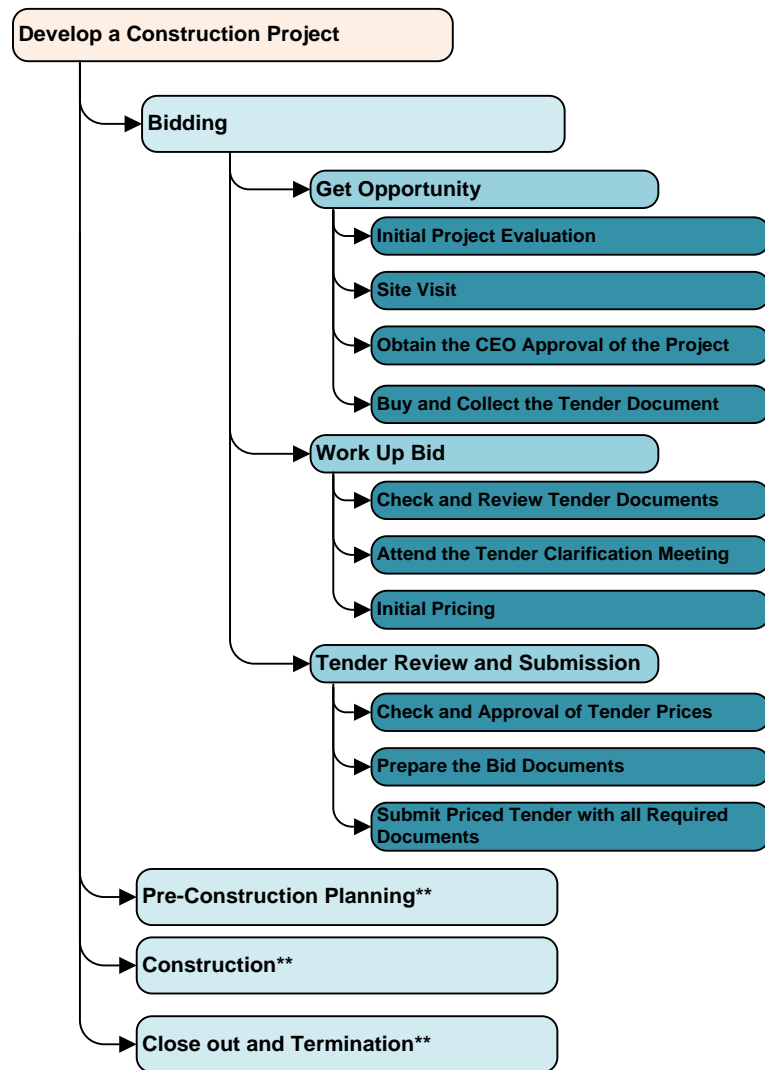 Develop a Construction Project
Bidding
Get Opportunity
Initial Project Evaluation
Site Visit
Obtain the CEO Approval of the Project
Buy and Collect the Tender Document
Work Up Bid
Check and Review Tender Documents
Attend the Tender Clarification Meeting
Initial Pricing
Tender Review and Submission
Check and Approval of Tender Prices
Prepare the Bid Documents
Submit Priced Tender with all Required
Documents
Pre-Construction Planning**
Construction**
Close out and Termination**